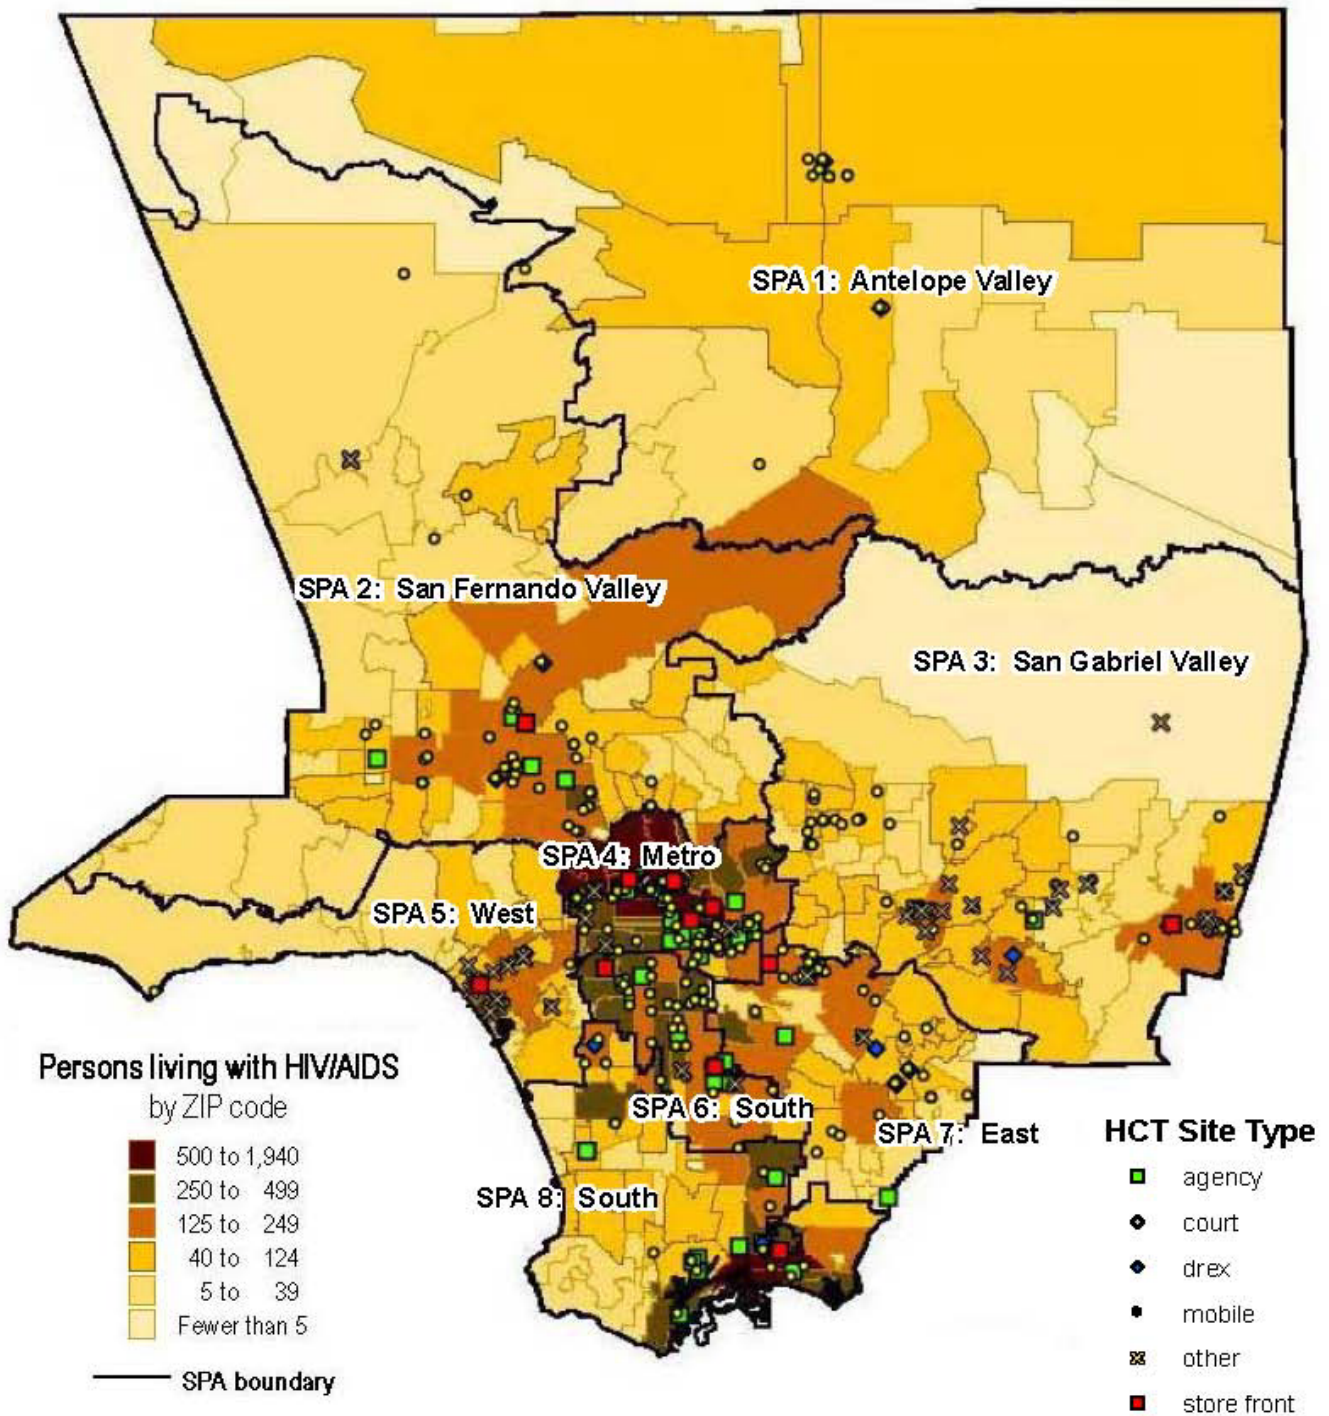 SPA 1: Antelope Valley
SPA 2: San Fernando Valley
SPA 3: San Gabriel Valley
SPA 4: Metro
SPA 5: West
SPA 6: South
SPA 7: East
SPA 8: South
Persons living with HIV/AIDS
by ZIP code
500 to 1,940
250 to 499
125 to 249
40 to 124
5 to 39
Fewer than 5
SPA boundary
HCT Site Type
agency
court
drex
mobile
other
store front